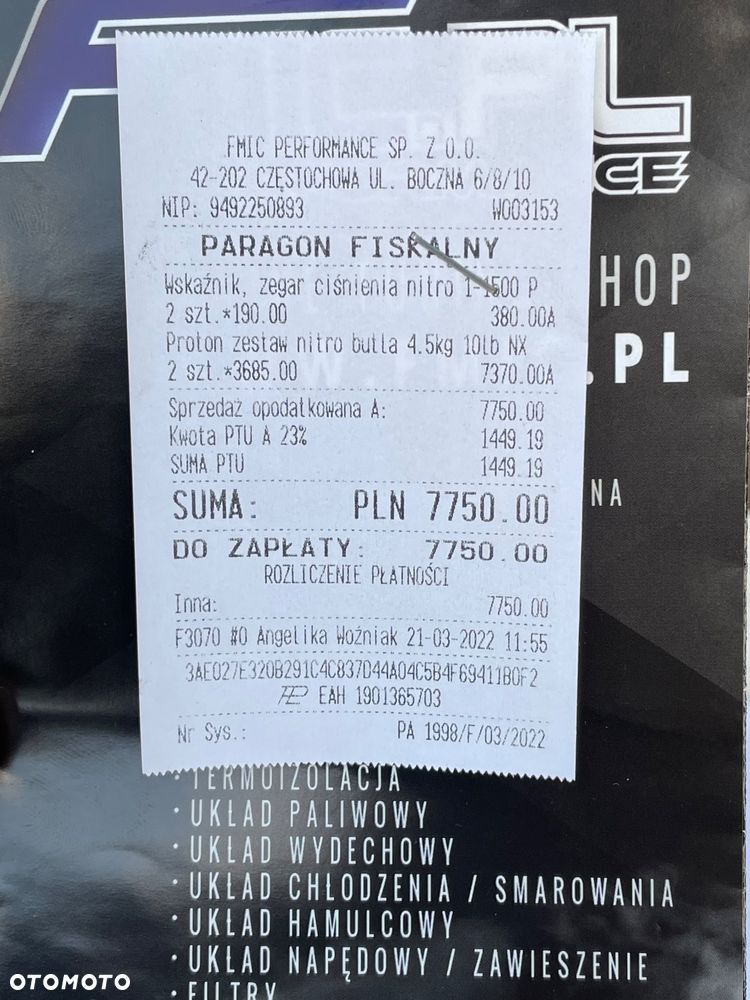 PL
CE
FMIC PERFORMANCE SP. Z O.O.
42-202 CZĘSTOCHOWA UL. BOCZNA 6/8/10
NIP: 9492250893 W003153
PARAGON FISKALNY
Wskaźnik, zegar ciśnienia nitro 1-1500 P
HOP
2 szt.*190.00 380.00A
Proton zestaw nitro butla 4.5kg 10lb NX
.PL
2 szt.*3685.00 7370.00A
Sprzedaż opodatkowana A: 7750.00
Kwota PTU A 23% 1449.19
SUMA PTU 1449.19
NA
SUMA: PLN 7750.00
DO ZAPŁATY: 7750.00
ROZLICZENIE PŁATNOŚCI
Inna: 7750.00
F3070 #0 Angelika Woźniak 21-03-2022 11:55
3AE027E320B291C4C837D44A04C5B4F69411B0F2
EAH 1901365703
Nr Sys.: PA 1998/F/03/2022
· TERMOIZOLACJA
· UKŁAD PALIWOWY
· UKŁAD WYDECHOWY
· UKŁAD CHŁODZENIA / SMAROWANIA
· UKŁAD HAMULCOWY
· UKŁAD NAPĘDOWY / ZAWIESZENIE
· FILTRY
OTOMOTO